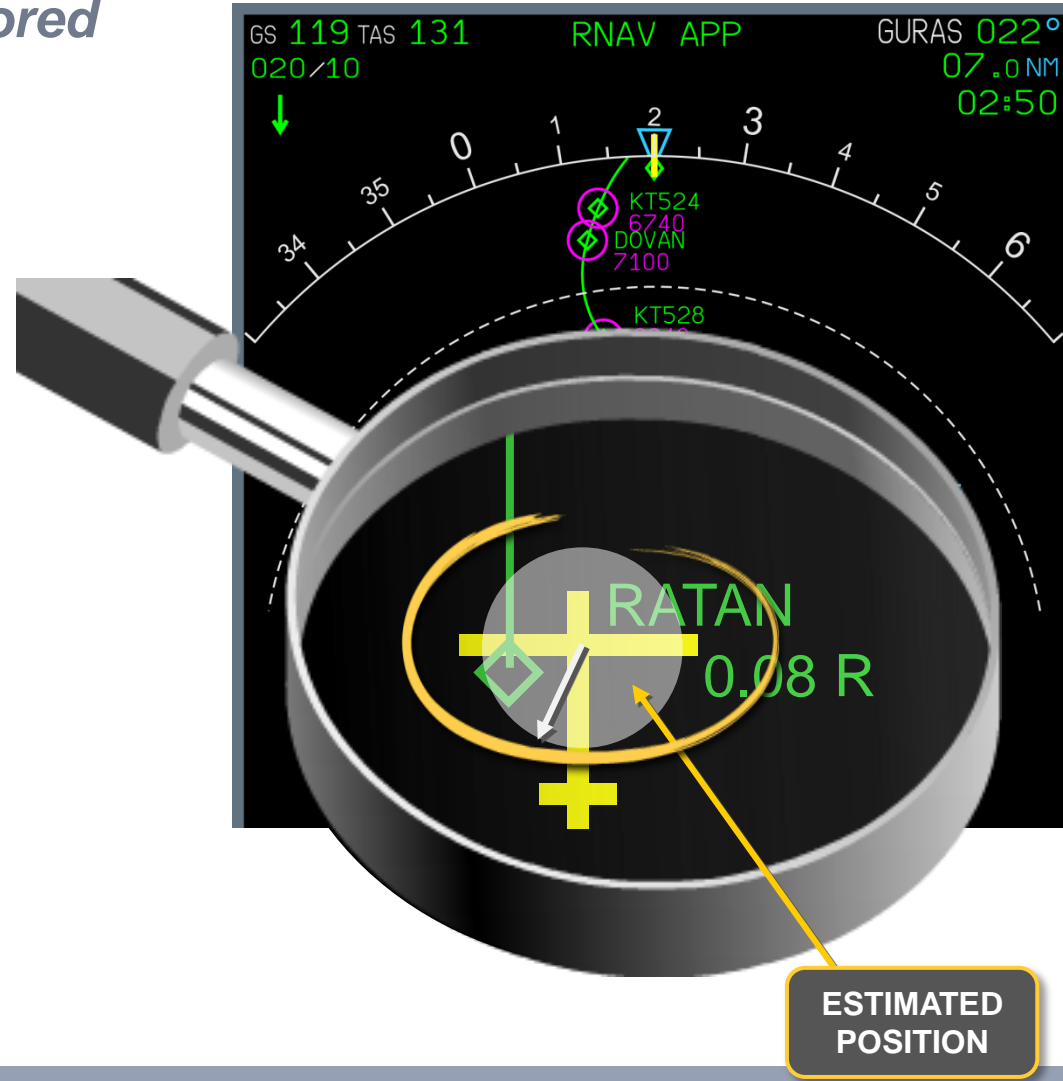 ored
GS 119 TAS 131
RNAV APP
GURAS 022°
020/10
07.0 NM
02:50
34
35
0
1
2
3
4
5
6
KT524
6740
DOVAN
7100
KT528
RATAN
0.08 R
ESTIMATED
POSITION